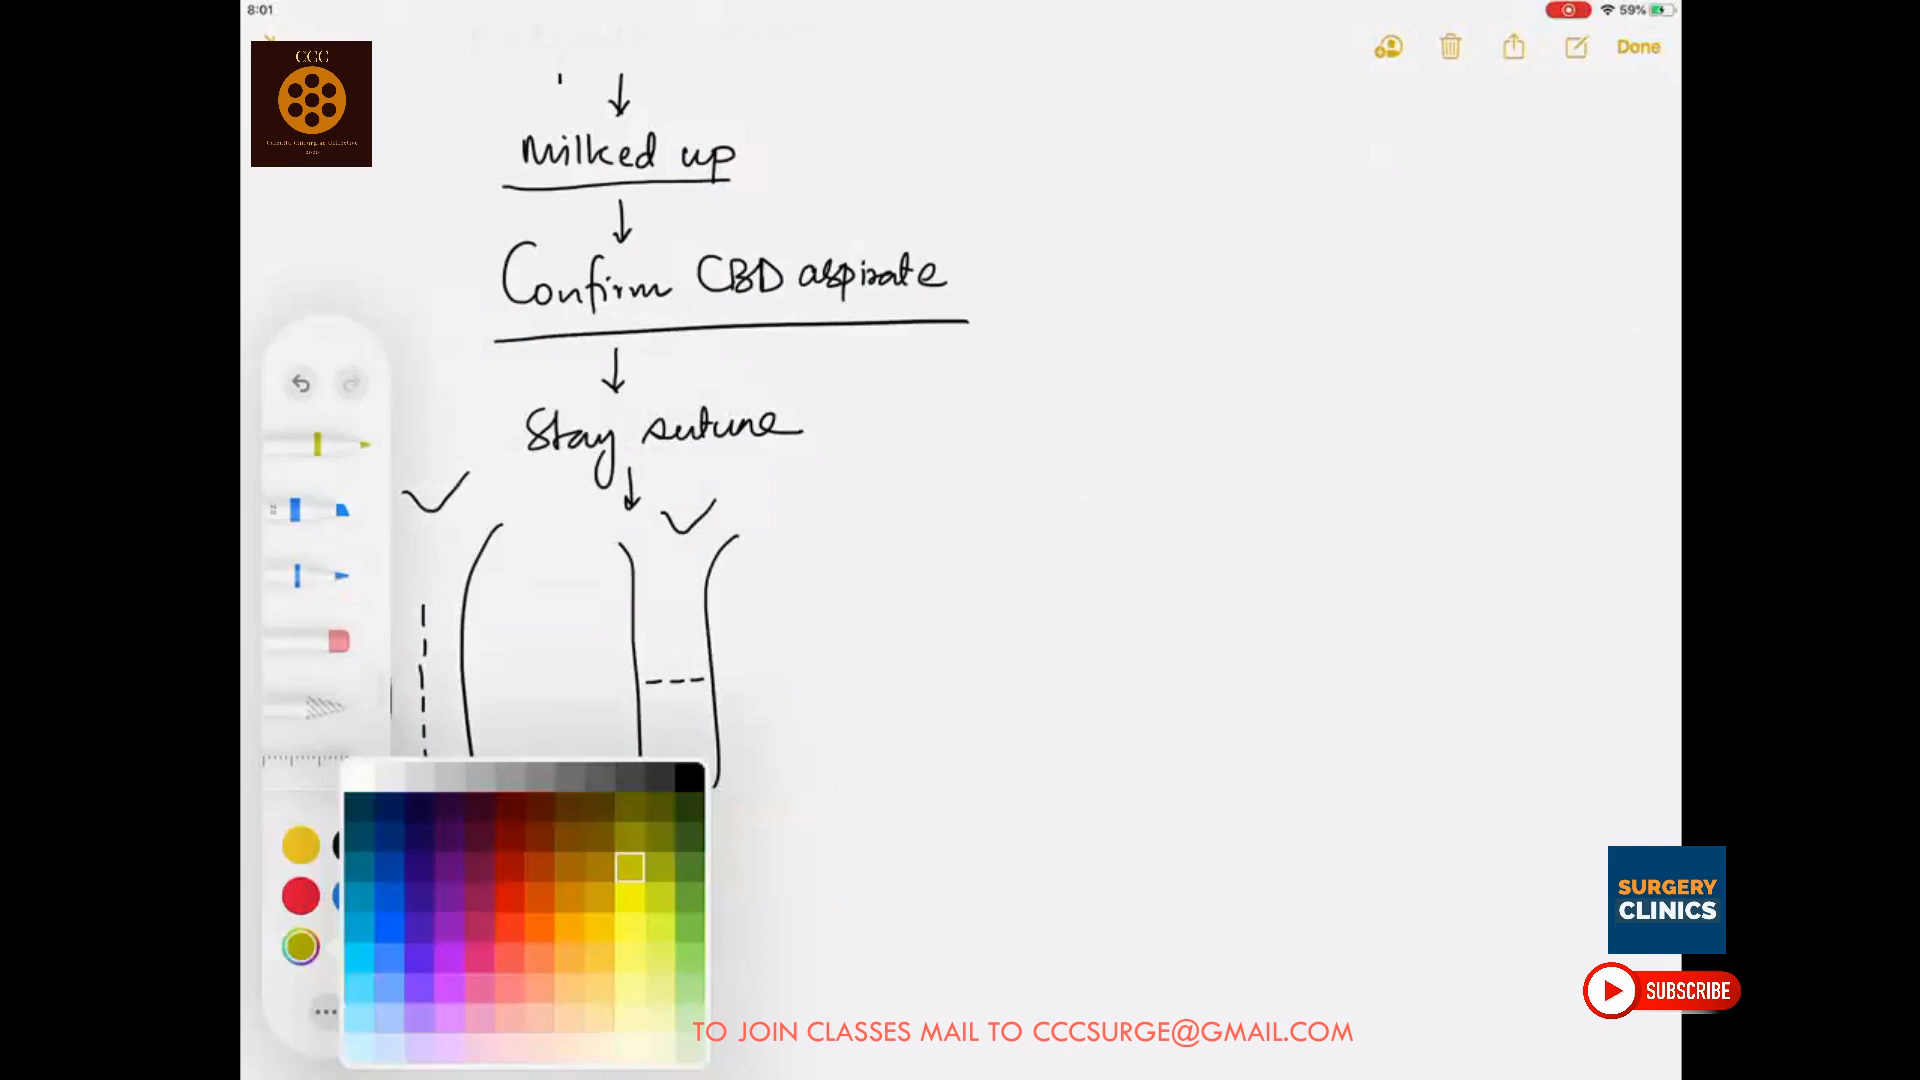 8:01
59%
Done
CCC
2020
Milked up
Confirm CBD aspirate
Stay suture
SURGERY
CLINICS
SUBSCRIBE
TO JOIN CLASSES MAIL TO CCCSURGE@GMAIL.COM